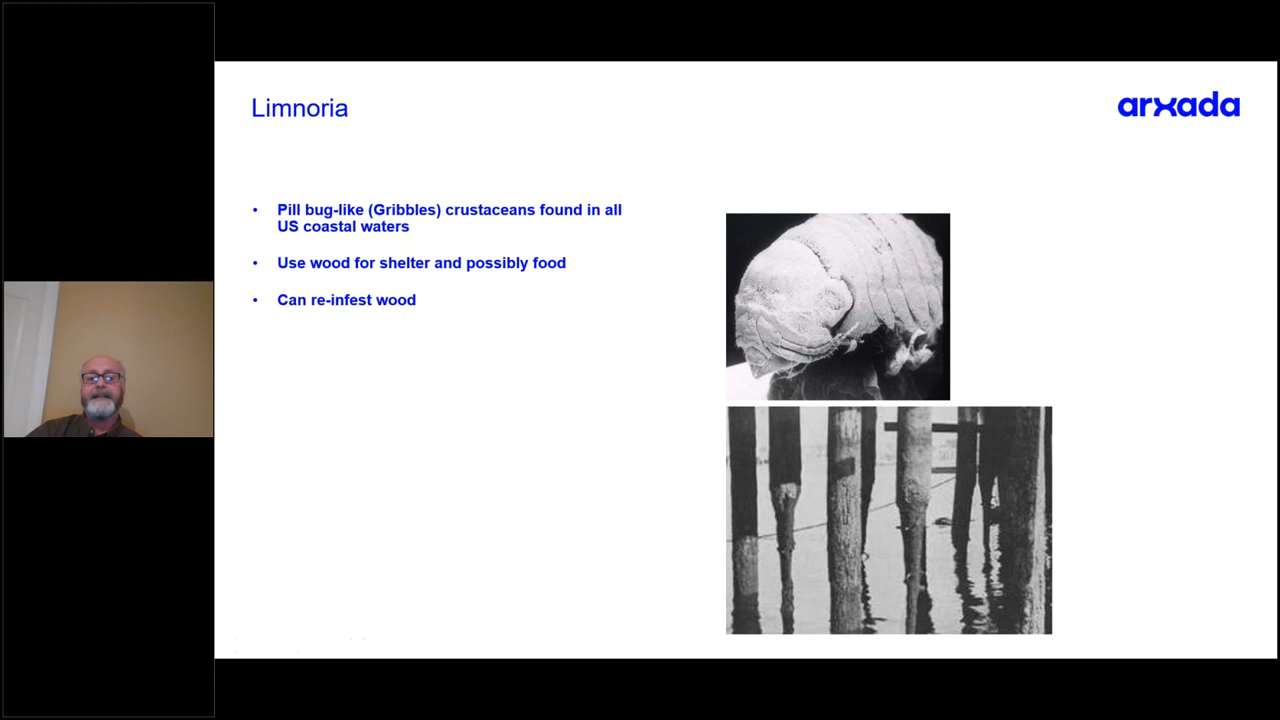 Limnoria
arxada
• Pill bug-like (Gribbles) crustaceans found in all
US coastal waters
• Use wood for shelter and possibly food
• Can re-infest wood